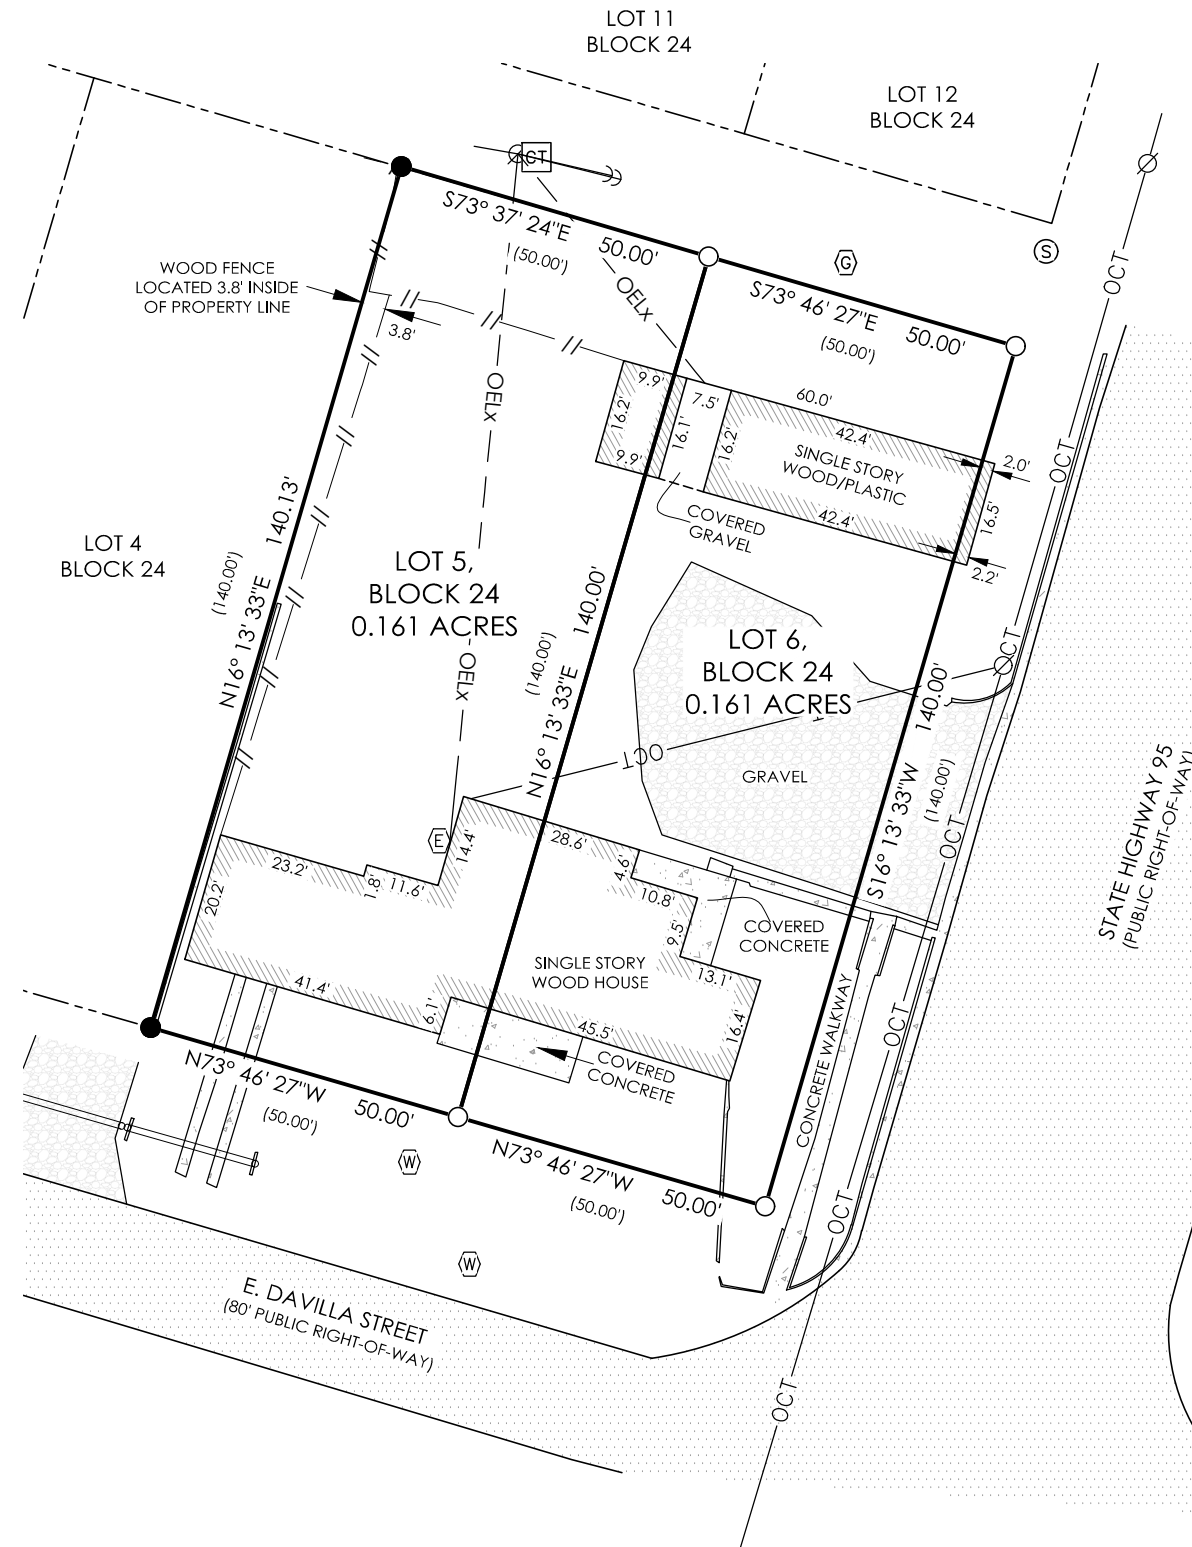 LOT 11
BLOCK 24
LOT 12
BLOCK 24
CT
S73° 37' 24"E 50.00'
(50.00')
S
G
OCT
WOOD FENCE
LOCATED 3.8' INSIDE
OF PROPERTY LINE
3.8'
OELX
S73° 46' 27"E 50.00'
(50.00')
OELX
9.9'
16.2'
9.9'
16.1'
7.5'
16.2'
60.0'
42.4'
SINGLE STORY
WOOD/PLASTIC
42.4'
2.0'
16.5'
2.2'
OCT
COVERED
GRAVEL
LOT 4
BLOCK 24
N16° 13' 33"E 140.13'
(140.00')
LOT 5,
BLOCK 24
0.161 ACRES
OELX
N16° 13' 33"E 140.00'
(140.00')
LOT 6,
BLOCK 24
0.161 ACRES
OCT
OCT
GRAVEL
S16° 13' 33"W 140.00'
(140.00')
STATE HIGHWAY 95
(PUBLIC RIGHT-OF-WAY)
OCT
E
23.2'
1.8'
11.6'
14.4'
28.6'
4.6'
10.8'
9.5'
13.1'
16.4'
20.2'
41.4'
6.1'
45.5'
SINGLE STORY
WOOD HOUSE
COVERED
CONCRETE
COVERED
CONCRETE
CONCRETE WALKWAY
OCT
N73° 46' 27"W 50.00'
(50.00')
W
N73° 46' 27"W 50.00'
(50.00')
W
OCT
E. DAVILLA STREET
(80' PUBLIC RIGHT-OF-WAY)
OCT